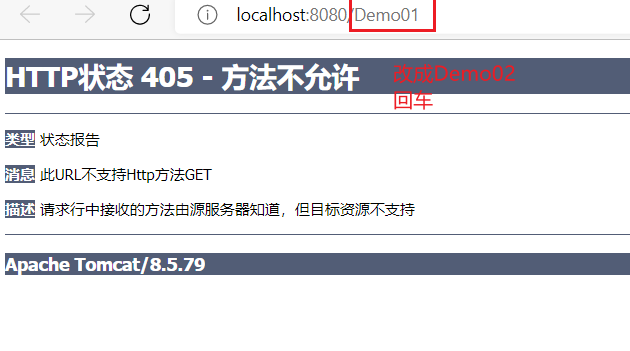 localhost:8080/Demo01
HTTP状态 405 - 方法不允许
改成Demo02
回车
类型 状态报告
消息 此URL不支持Http方法GET
描述 请求行中接收的方法由源服务器知道，但目标资源不支持
Apache Tomcat/8.5.79